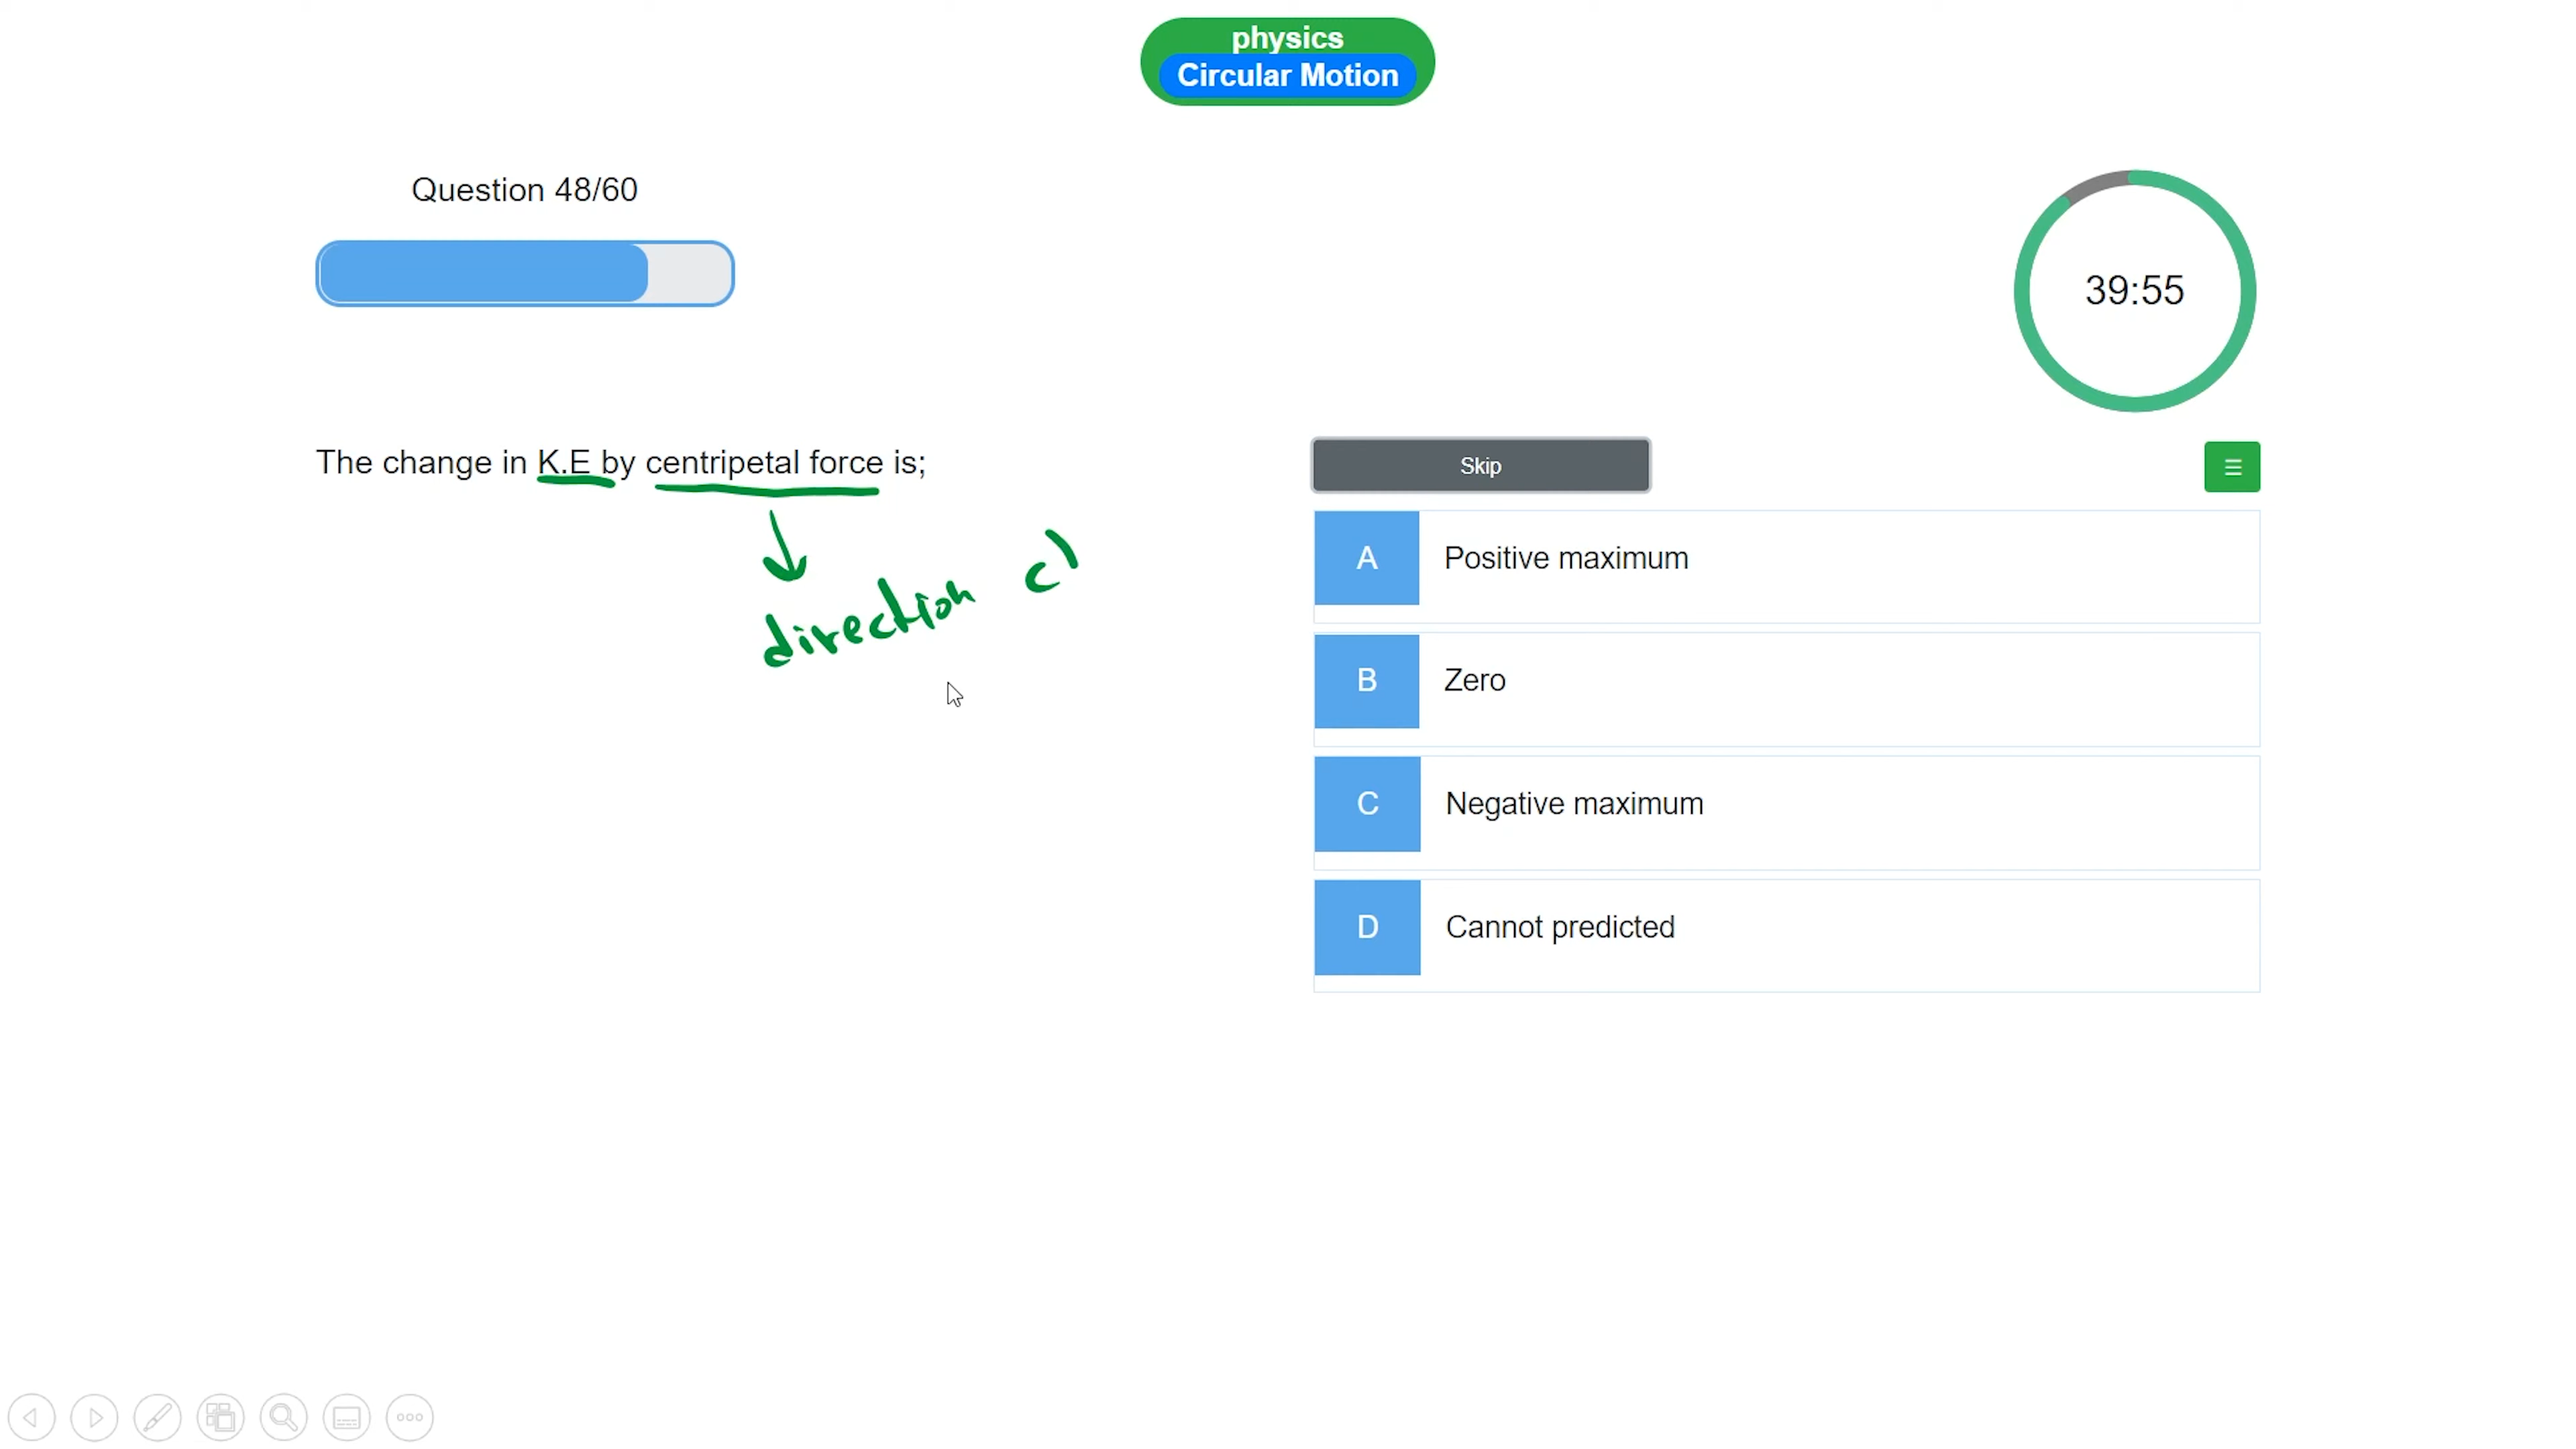 physics
Circular Motion
Question 48/60
39:55
The change in K.E by centripetal force is;
direction
Skip
A Positive maximum
B Zero
C Negative maximum
D Cannot predicted